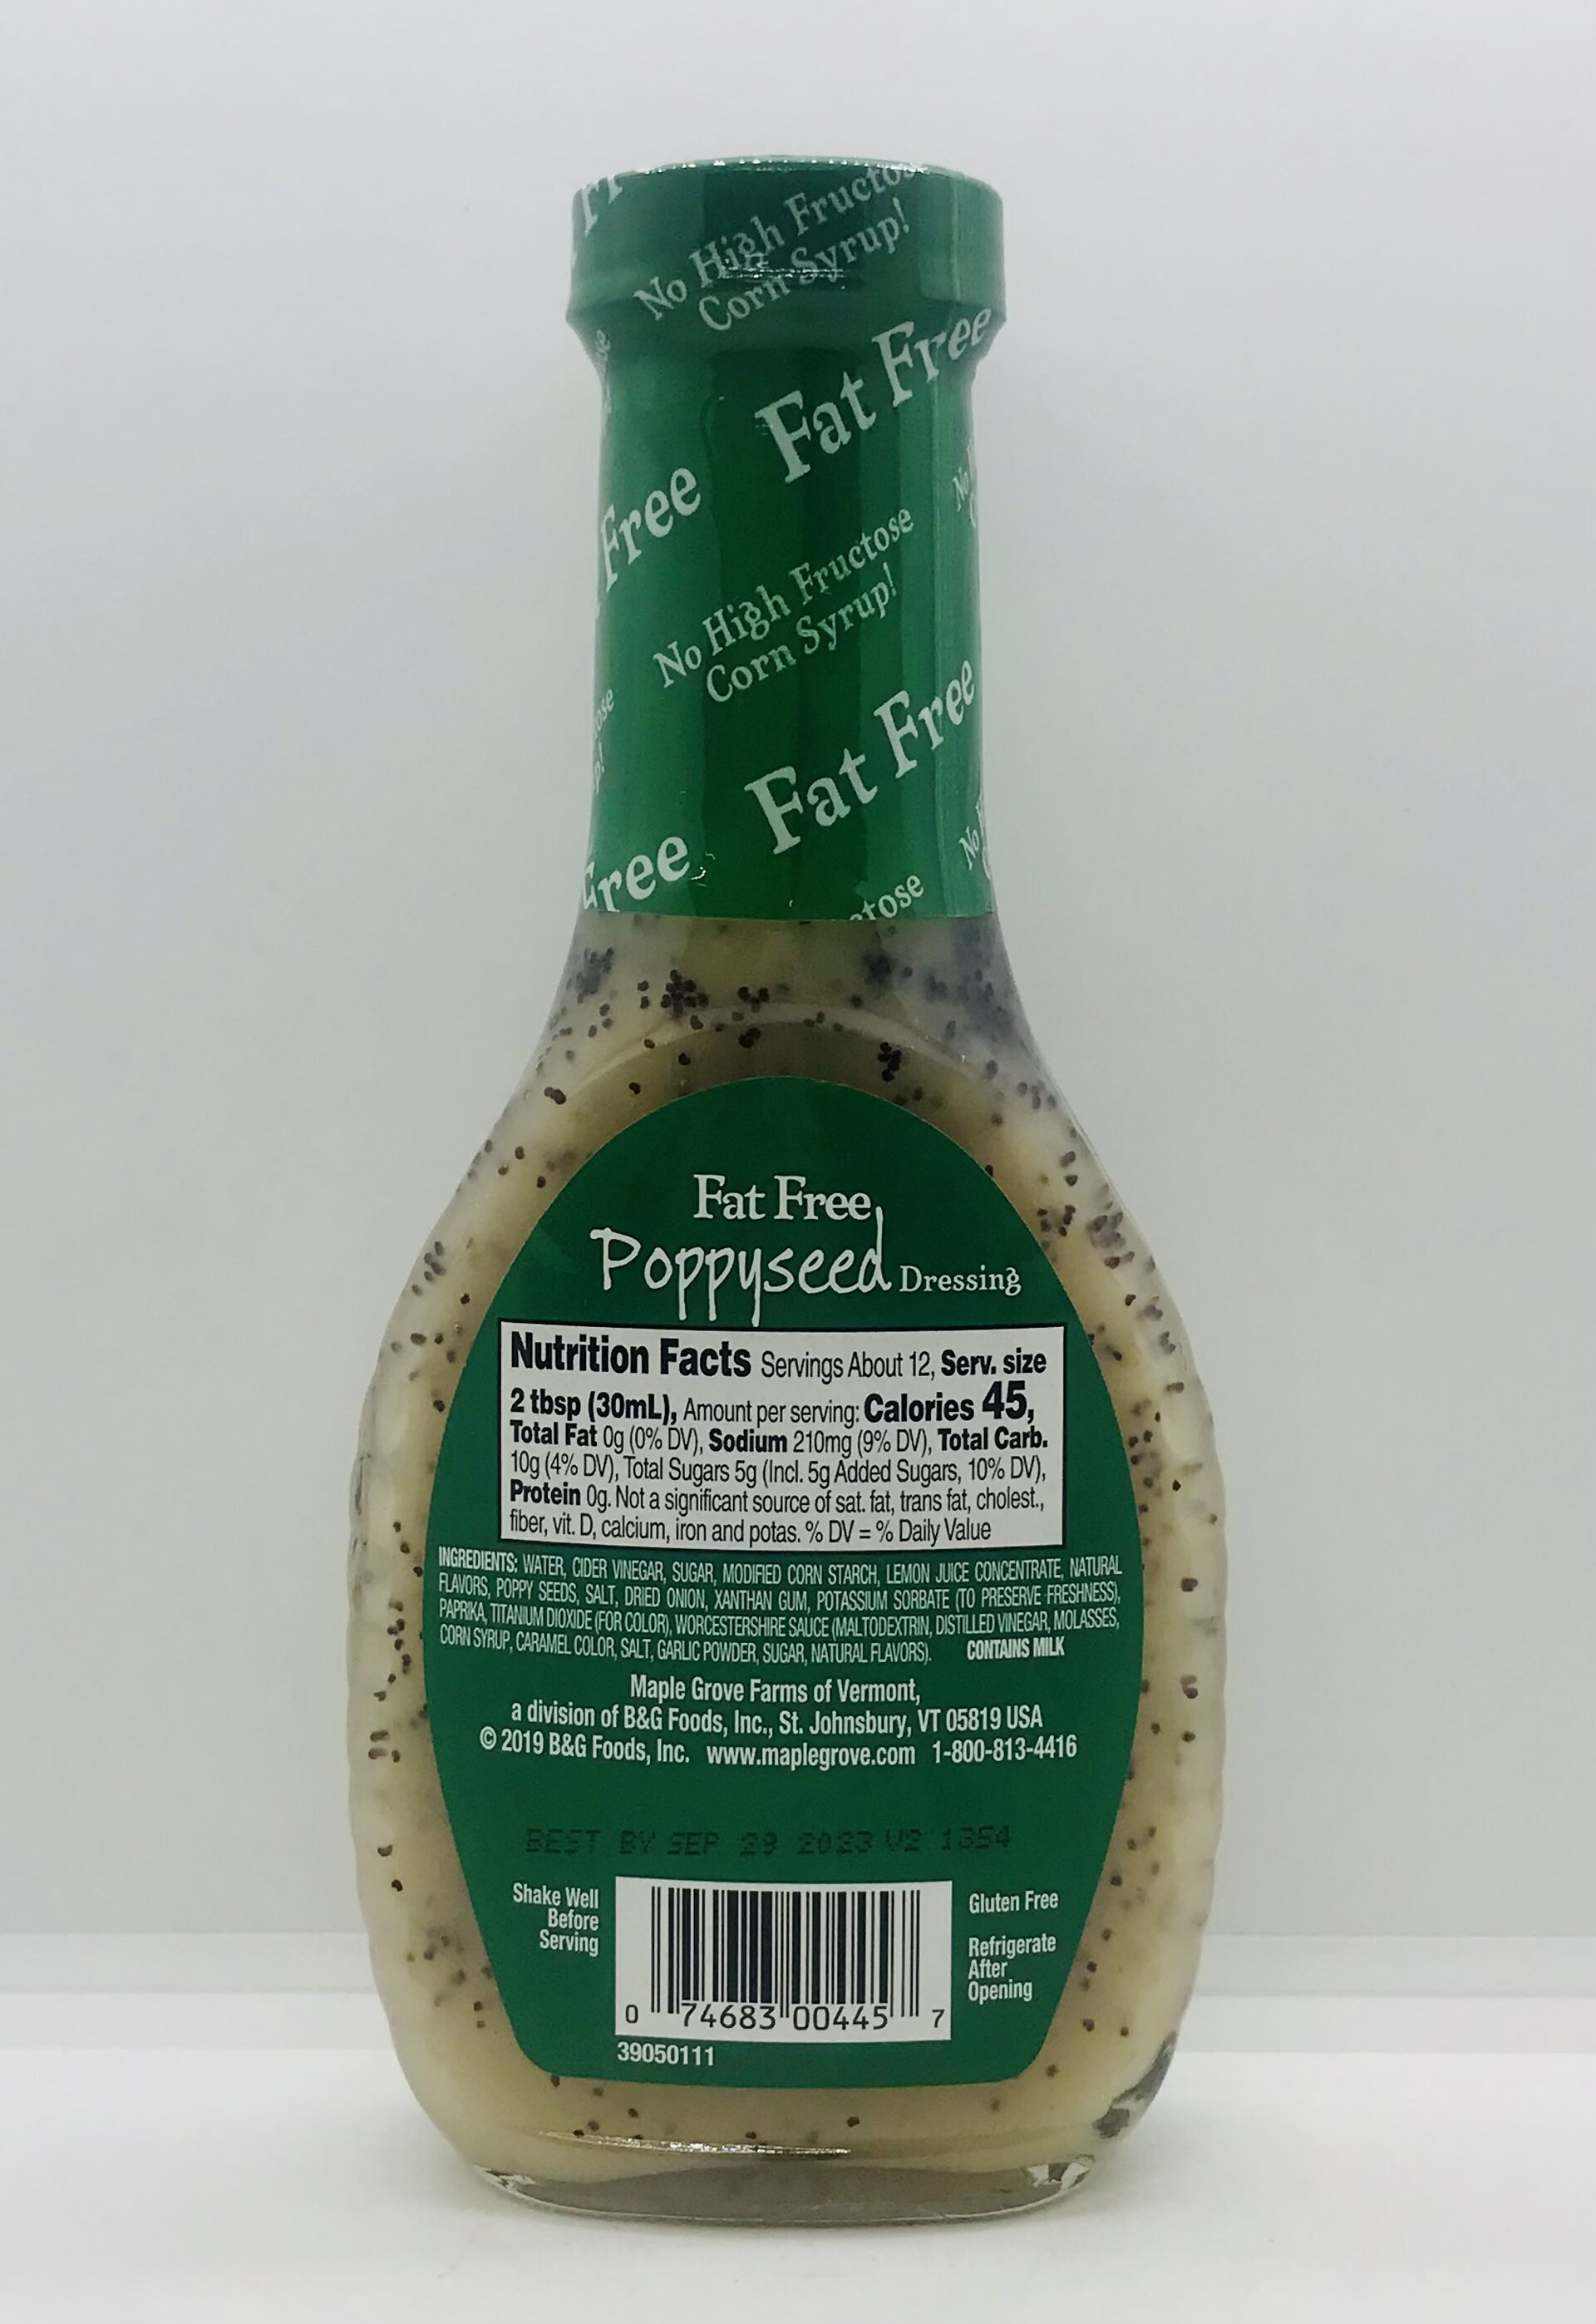 No High Fructose
Corn Syrup!
Fat Free
Free
No High Fructose
Corn Syrup!
Fat Free
Free
Fat Free
Poppyseed Dressing
Nutrition Facts Servings About 12, Serv. size
2 tbsp (30mL), Amount per serving: Calories 45,
Total Fat 0g (0% DV), Sodium 210mg (9% DV), Total Carb.
10g (4% DV), Total Sugars 5g (Incl. 5g Added Sugars, 10% DV),
Protein 0g. Not a significant source of sat. fat, trans fat, cholest.,
fiber, vit. D, calcium, iron and potas. % DV = % Daily Value
INGREDIENTS: WATER, CIDER VINEGAR, SUGAR, MODIFIED CORN STARCH, LEMON JUICE CONCENTRATE, NATURAL
FLAVORS, POPPY SEEDS, SALT, DRIED ONION, XANTHAN GUM, POTASSIUM SORBATE (TO PRESERVE FRESHNESS),
PAPRIKA, TITANIUM DIOXIDE (FOR COLOR), WORCESTERSHIRE SAUCE (MALTODEXTRIN, DISTILLED VINEGAR, MOLASSES,
CORN SYRUP, CARAMEL COLOR, SALT, GARLIC POWDER, SUGAR, NATURAL FLAVORS). CONTAINS MILK
Maple Grove Farms of Vermont,
a division of B&G Foods, Inc., St. Johnsbury, VT 05819 USA
© 2019 B&G Foods, Inc. www.maplegrove.com 1-800-813-4416
BEST BY SEP 29 2023 V2 1354
Shake Well
Before
Serving
Gluten Free
Refrigerate
After
Opening
0 74683 00445 7
39050111